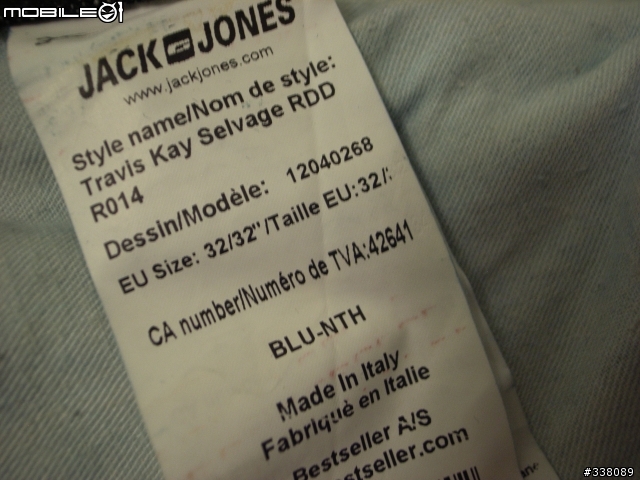 MOBILE01
JACK JONES
www.jackjones.com
Style name/Nom de style:
Travis Kay Selvage RDD
R014
Dessin/Modèle: 12040268
EU Size: 32/32"/Taille EU:32/
CA number/Numéro de TVA:42641
BLU-NTH
Made In Italy
Fabriqué en Italie
Bestseller A/S
bestseller.com
#338089